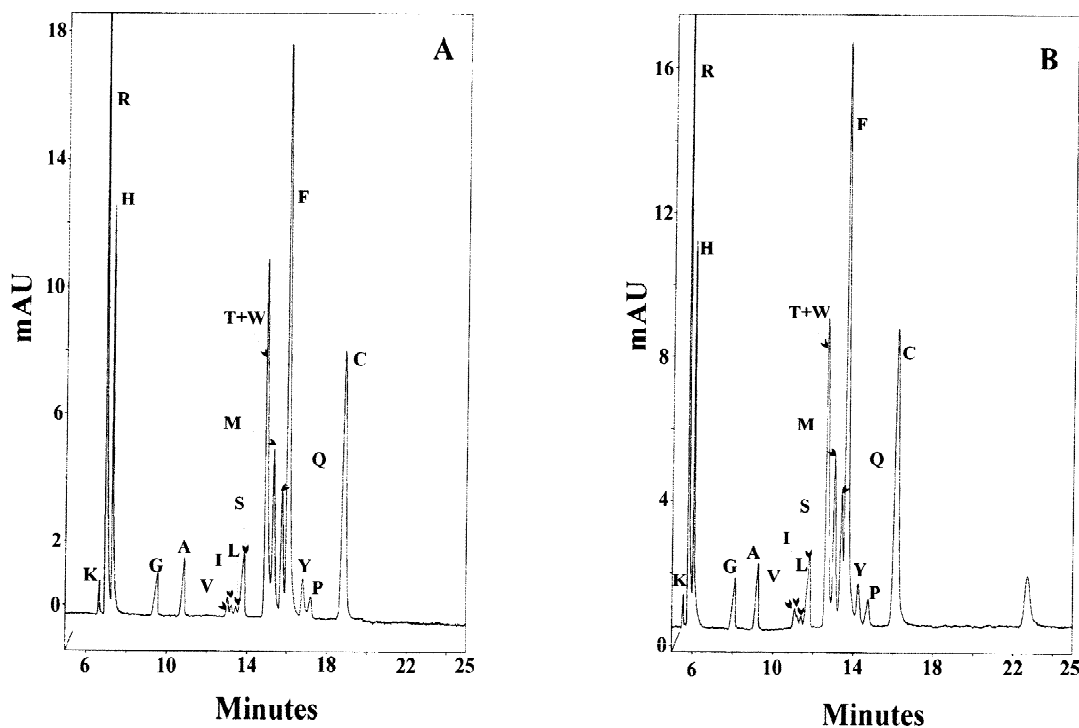 A
18
14
10
6
2
0
mAU
R
H
F
T+W
C
M
Q
S
K
G
A
I
L
V
Y
P
6
10
14
18
22
25
Minutes
B
16
12
8
4
0
mAU
R
F
H
T+W
C
M
Q
S
I
K
G
A
V
L
Y
P
6
10
14
18
22
25
Minutes